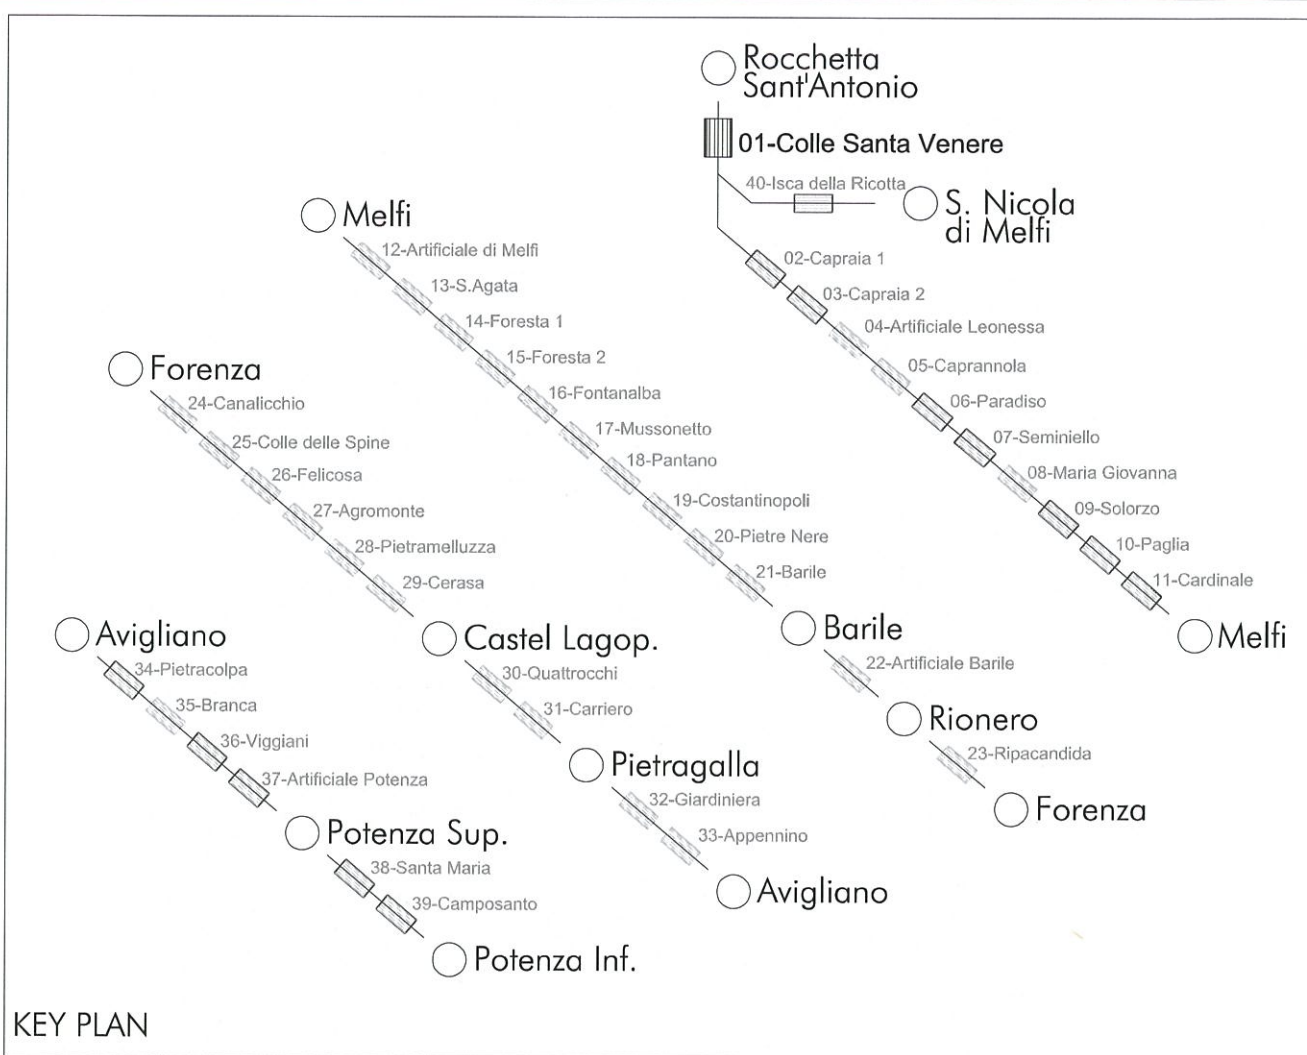 Rocchetta
Sant'Antonio
01-Colle Santa Venere
40-Isca della Ricotta
S. Nicola
di Melfi
02-Capraia 1
03-Capraia 2
04-Artificiale Leonessa
05-Caprannola
06-Paradiso
07-Seminiello
08-Maria Giovanna
09-Solorzo
10-Paglia
11-Cardinale
Melfi
Melfi
12-Artificiale di Melfi
13-S.Agata
14-Foresta 1
15-Foresta 2
16-Fontanalba
17-Mussonetto
18-Pantano
19-Costantinopoli
20-Pietre Nere
21-Barile
Barile
22-Artificiale Barile
Rionero
23-Ripacandida
Forenza
Forenza
24-Canalicchio
25-Colle delle Spine
26-Felicosa
27-Agromonte
28-Pietramelluzza
29-Cerasa
Castel Lagop.
30-Quattrocchi
31-Carriero
Pietragalla
32-Giardiniera
33-Appennino
Avigliano
Avigliano
34-Pietracolpa
35-Branca
36-Viggiani
37-Artificiale Potenza
Potenza Sup.
38-Santa Maria
39-Camposanto
Potenza Inf.
KEY PLAN